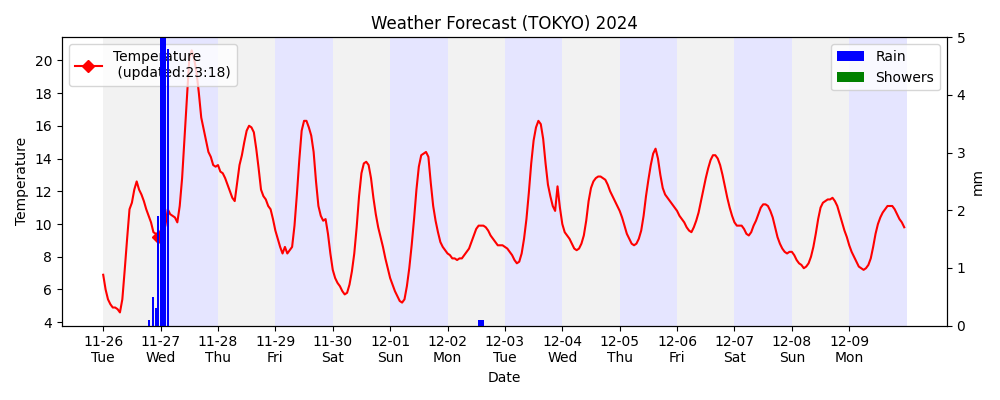 Weather Forecast (TOKYO) 2024
Temperature
(updated:23:18)
Rain
Showers
20
18
16
14
12
10
8
6
4
Temperature
5
4
3
2
1
0
mm
11-26 11-27 11-28 11-29 11-30 12-01 12-02 12-03 12-04 12-05 12-06 12-07 12-08 12-09
Tue Wed Thu Fri Sat Sun Mon Tue Wed Thu Fri Sat Sun Mon
Date